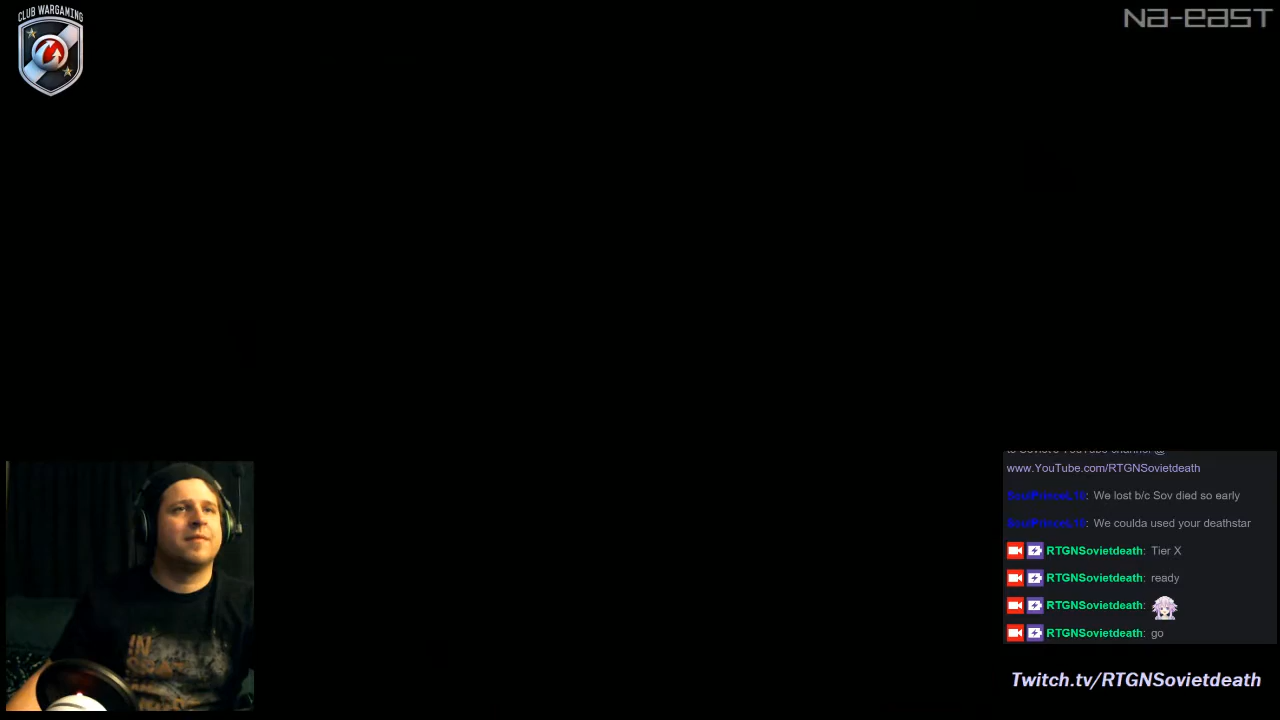 CLUB WARGAMING
NA-EAST
www.YouTube.com/RTGNSovietdeath
: We lost b/c Sov died so early
: We coulda used your deathstar
RTGNSovietdeath: Tier X
RTGNSovietdeath: ready
RTGNSovietdeath:
RTGNSovietdeath: go
Twitch.tv/RTGNSovietdeath